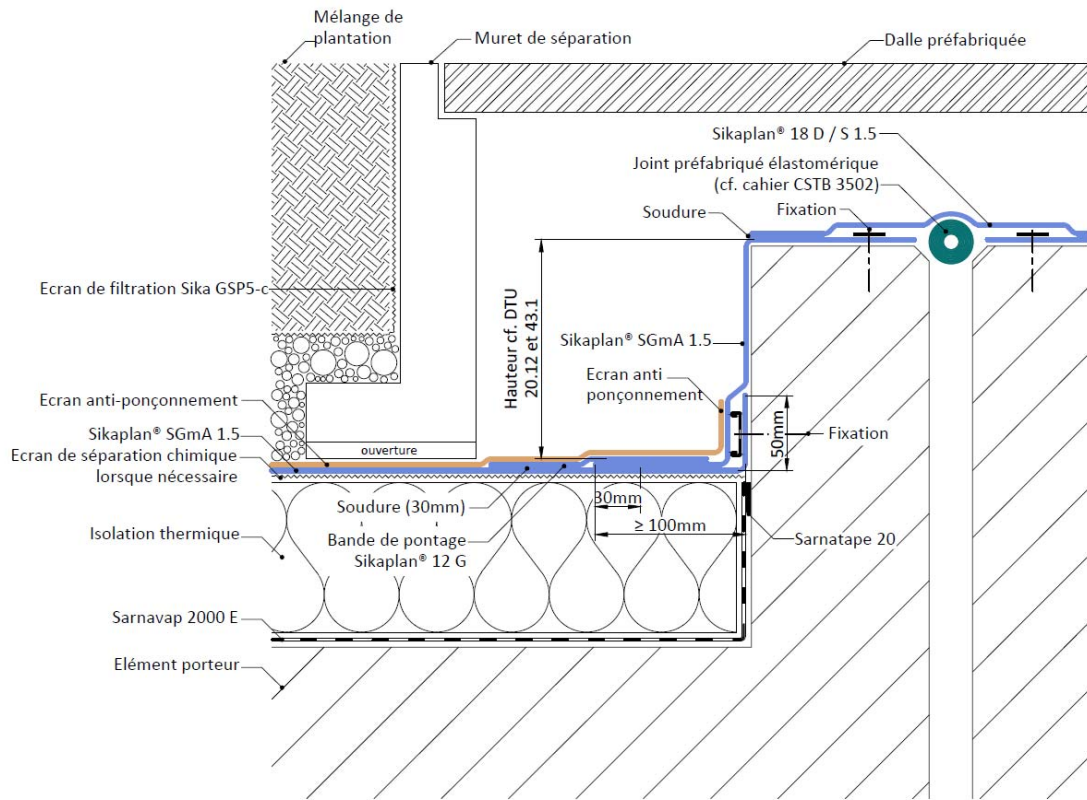 Mélange de
plantation
Muret de séparation
Dalle préfabriquée
Sikaplan® 18 D / S 1.5
Joint préfabriqué élastomérique
(cf. cahier CSTB 3502)
Soudure
Fixation
Ecran de filtration Sika GSP5-c
Hauteur cf. DTU
20.12 et 43.1
Sikaplan® SGmA 1.5
Ecran anti
ponçonnement
Ecran anti-ponçonnement
Sikaplan® SGmA 1.5
Ecran de séparation chimique
lorsque nécessaire
ouverture
50mm
Fixation
30mm
Soudure (30mm)
≥ 100mm
Isolation thermique
Bande de pontage
Sikaplan® 12 G
Sarnatape 20
Sarnavap 2000 E
Elément porteur